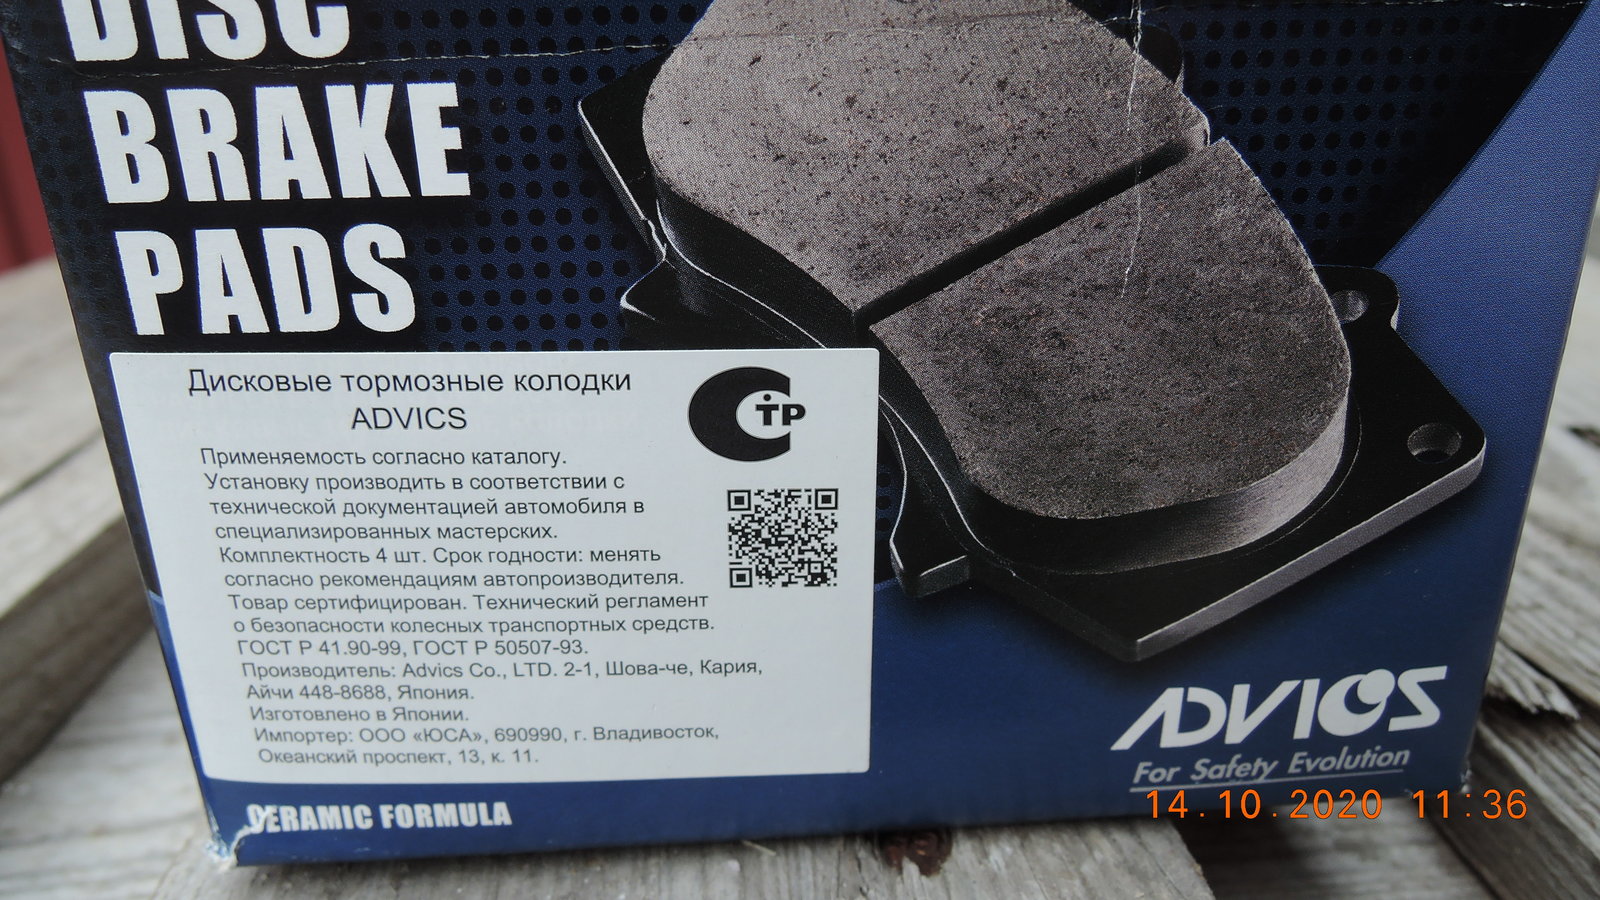 DISC
BRAKE
PADS
Дисковые тормозные колодки
ADVICS
СТР
Применяемость согласно каталогу.
Установку производить в соответствии с
технической документацией автомобиля в
специализированных мастерских.
Комплектность 4 шт. Срок годности: менять
согласно рекомендациям автопроизводителя.
Товар сертифицирован. Технический регламент
о безопасности колесных транспортных средств.
ГОСТ Р 41.90-99, ГОСТ Р 50507-93.
Производитель: Advics Co., LTD. 2-1, Шова-че, Кария,
Айчи 448-8688, Япония.
Изготовлено в Японии.
Импортер: ООО «ЮСА», 690990, г. Владивосток,
Океанский проспект, 13, к. 11.
CERAMIC FORMULA
ADVICS
For Safety Evolution
14.10.2020 11:36